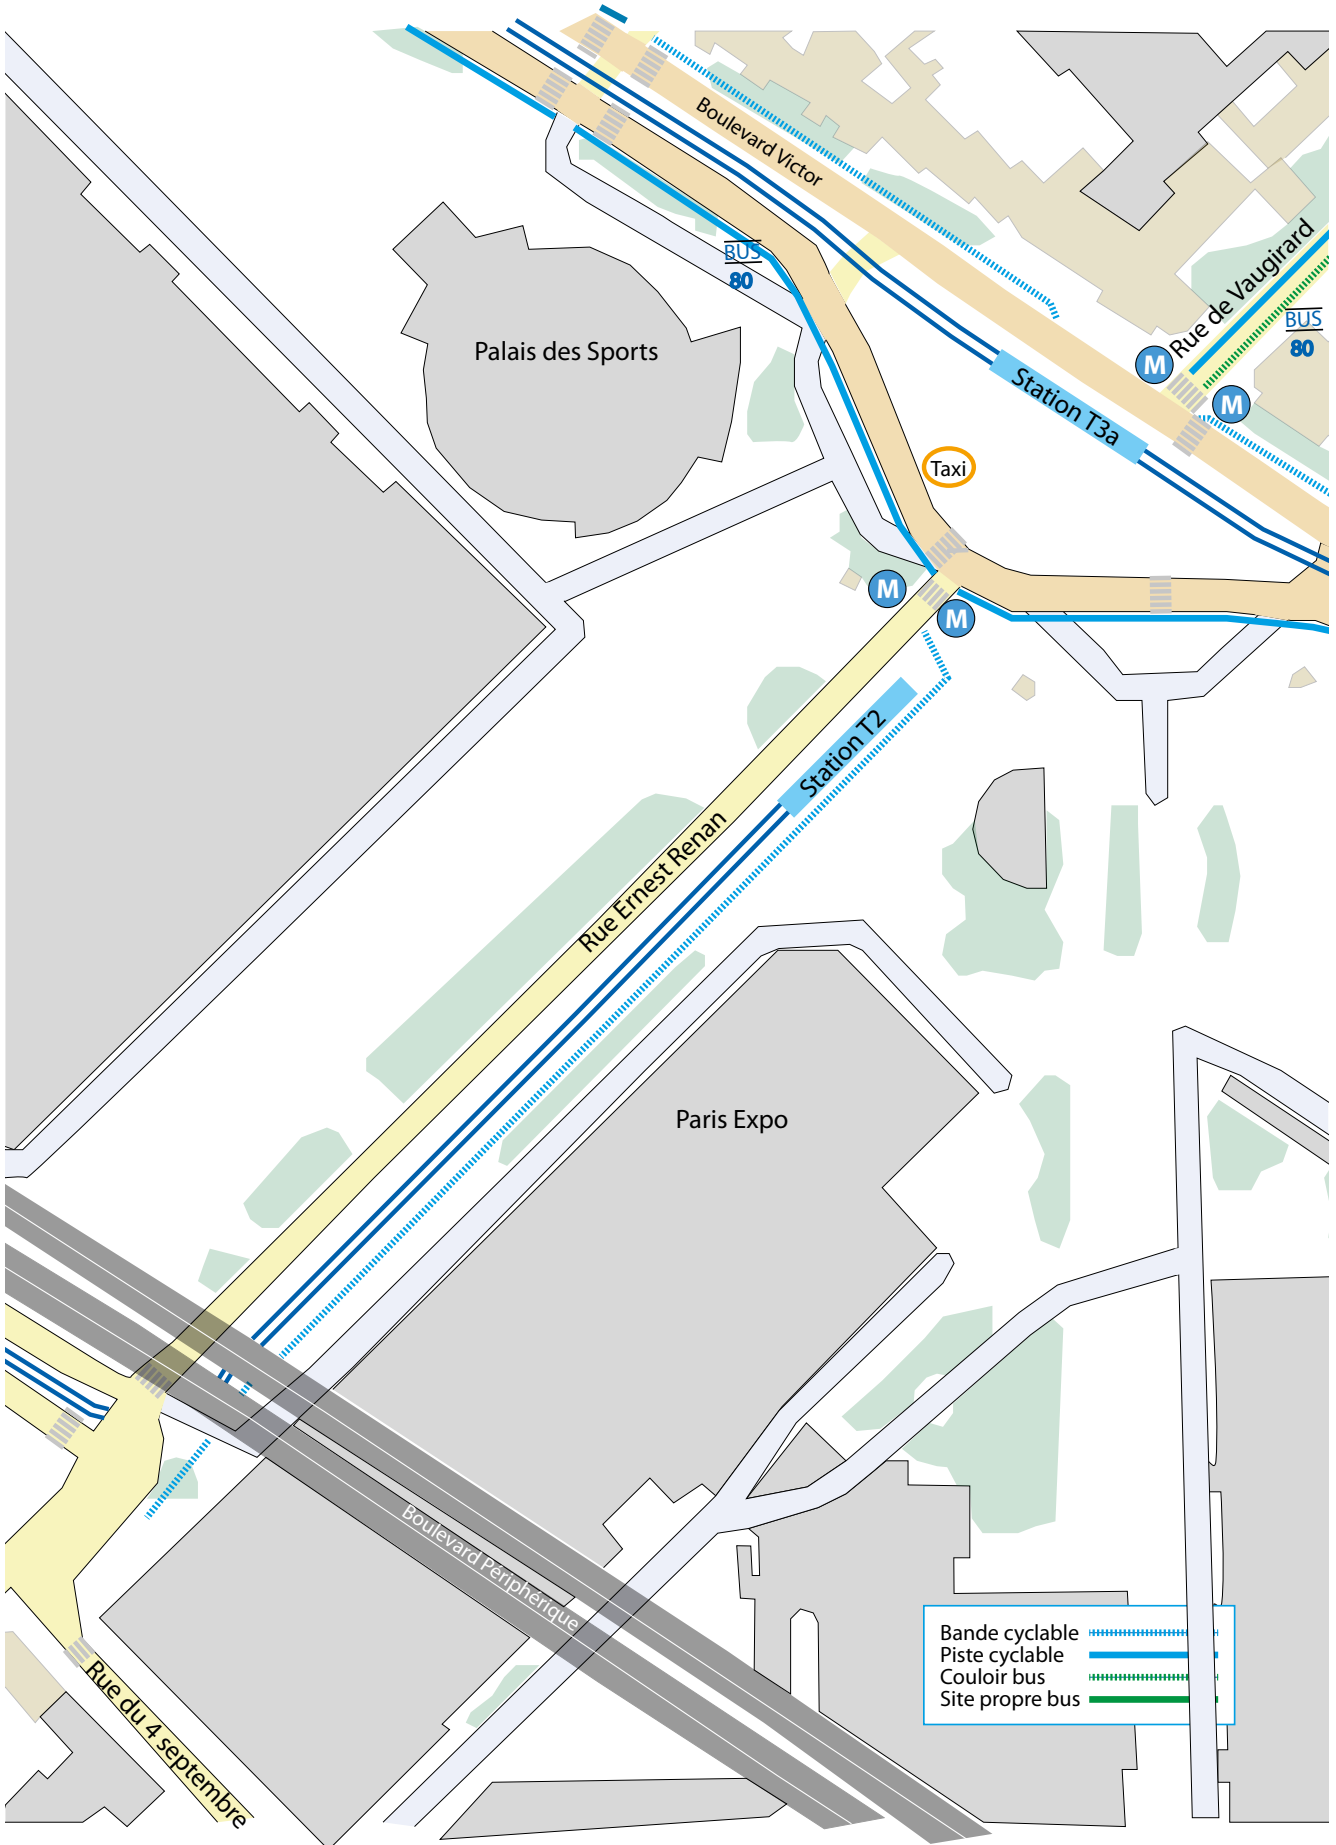 Boulevard Victor
Rue de Vaugirard
BUS
80
BUS
80
Palais des Sports
M
M
Station T3a
Taxi
M
M
Station T2
Rue Ernest Renan
Paris Expo
Boulevard Périphérique
Bande cyclable
Piste cyclable
Couloir bus
Site propre bus
Rue du 4 septembre